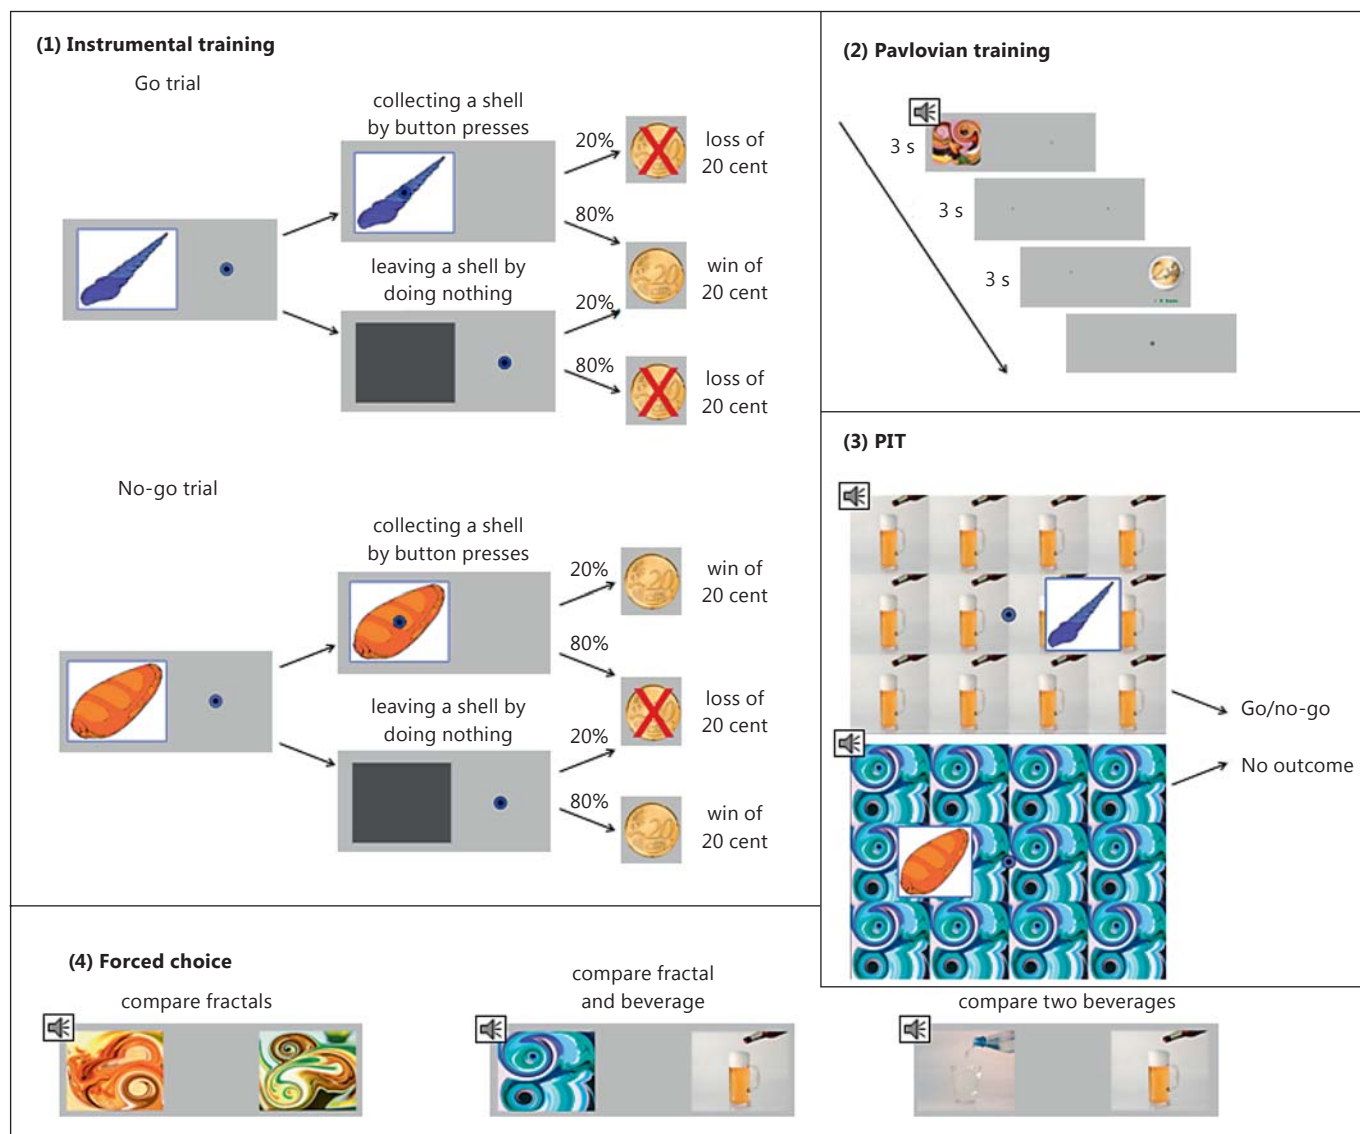 (1) Instrumental training
Go trial
collecting a shell
by button presses
20%
loss of
20 cent
80%
win of
20 cent
leaving a shell by
doing nothing
20%
80%
loss of
20 cent
No-go trial
collecting a shell
by button presses
20%
win of
20 cent
80%
loss of
20 cent
leaving a shell by
doing nothing
20%
80%
win of
20 cent
(2) Pavlovian training
3 s
3 s
3 s
(3) PIT
Go/no-go
No outcome
(4) Forced choice
compare fractals
compare fractal
and beverage
compare two beverages